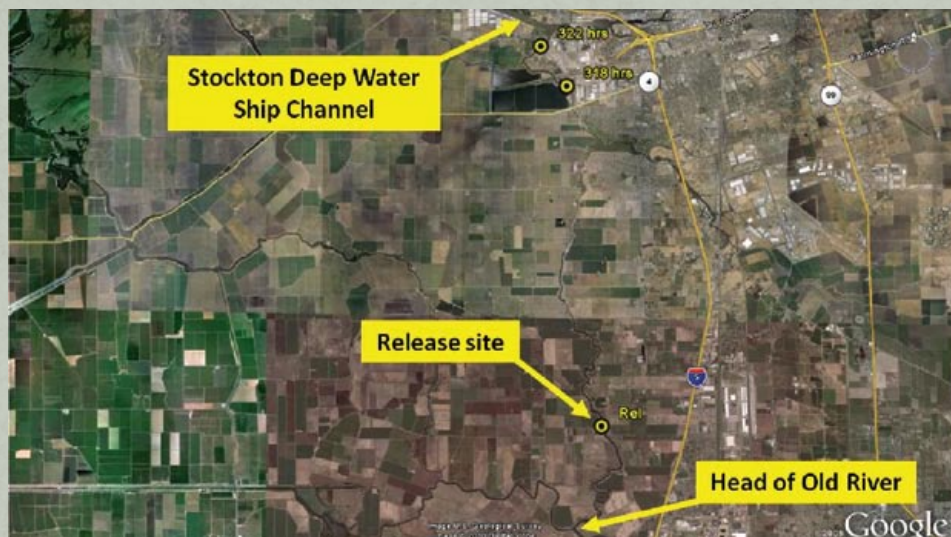 322 hrs
Stockton Deep Water
Ship Channel
318 hrs
4
99
Release site
Rel
5
Head of Old River
Google